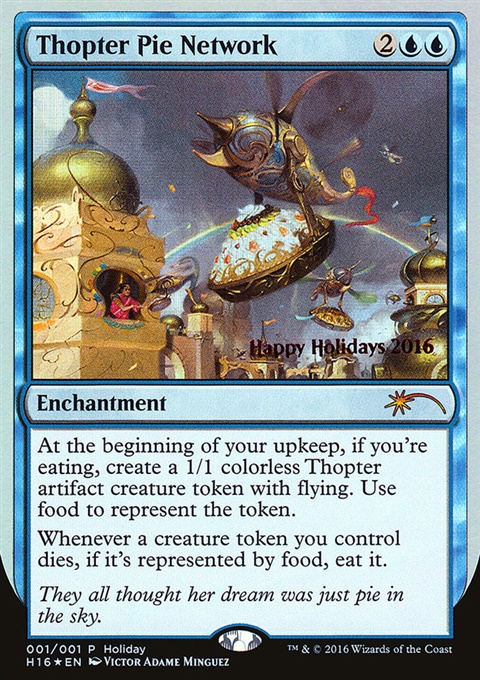 Thopter Pie Network 2
Happy Holidays 2016
Enchantment
At the beginning of your upkeep, if you're
eating, create a 1/1 colorless Thopter
artifact creature token with flying. Use
food to represent the token.
Whenever a creature token you control
dies, if it's represented by food, eat it.
They all thought her dream was just pie in
the sky.
001/001 P Holiday
H16★EN Victor Adame Minguez
™ & © 2016 Wizards of the Coast